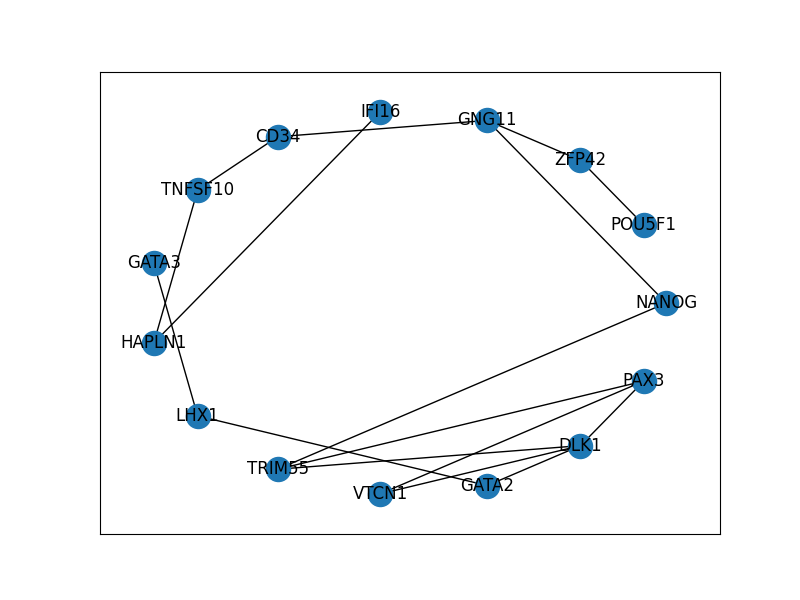 IFI16
GNG11
CD34
ZFP42
TNFSF10
POU5F1
GATA3
NANOG
HAPLN1
PAX3
LHX1
DLK1
TRIM55
GATA2
VTCN1